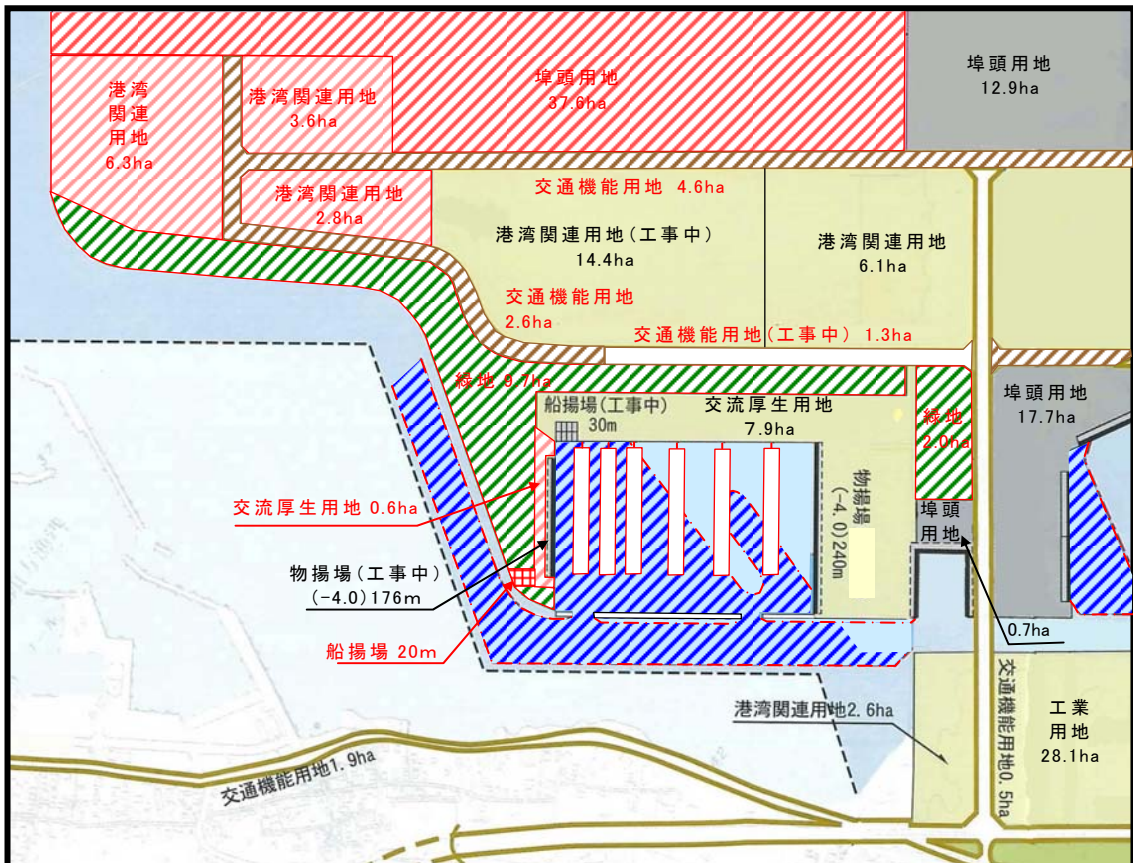 埠頭用地
12.9ha
埠頭用地
37.6ha
港湾
関連
用地
6.3ha
港湾関連用地
3.6ha
港湾関連用地
2.8ha
交通機能用地 4.6ha
港湾関連用地(工事中)
14.4ha
港湾関連用地
6.1ha
交通機能用地
2.6ha
交通機能用地(工事中) 1.3ha
緑地 9.7ha
船揚場(工事中)
30m
交流厚生用地
7.9ha
緑地
2.0ha
埠頭用地
17.7ha
交流厚生用地 0.6ha
物揚場
(-4.0)240m
埠頭
用地
物揚場(工事中)
(-4.0)176m
0.7ha
船揚場 20m
港湾関連用地2.6ha
交通機能用地0.5ha
工業
用地
28.1ha
交通機能用地1.9ha